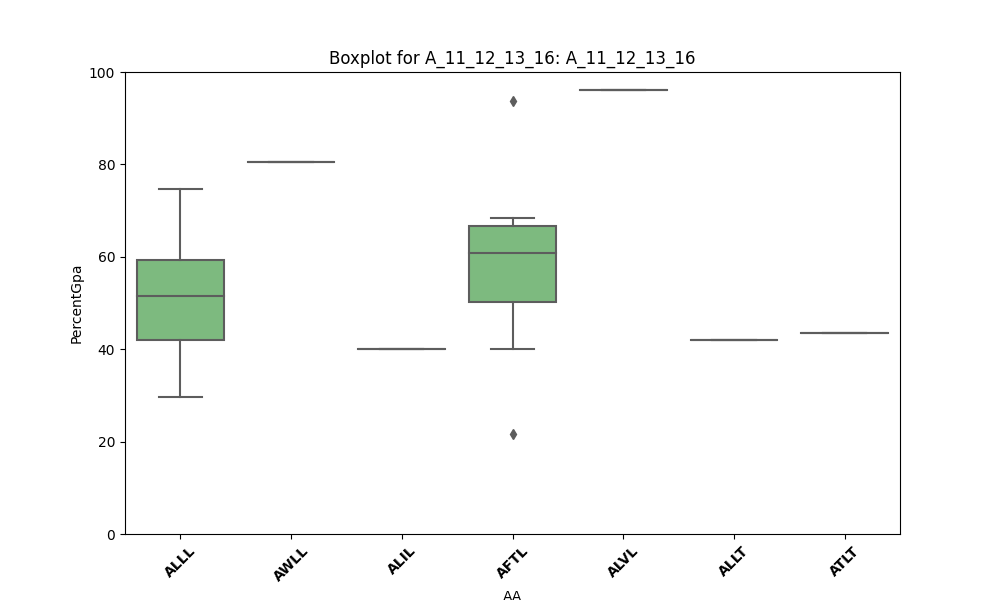 Boxplot for A_11_12_13_16: A_11_12_13_16
100
80
60
40
20
0
PercentGpa
ALLL AWLL ALIL AFTL ALVL ALLT ATLT
AA